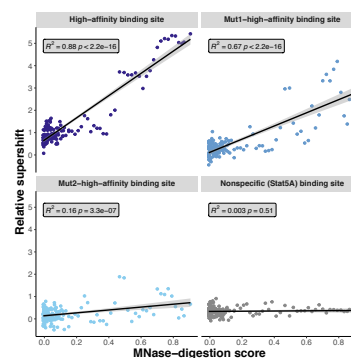 High−affinity binding site
Mut1−high−affinity binding site
R² = 0.88 p < 2.2e−16
R² = 0.67 p < 2.2e−16
5
4
3
2
1
0
Mut2−high−affinity binding site
Nonspecific (Stat5A) binding site
R² = 0.16 p = 3.3e−07
R² = 0.003 p = 0.51
5
4
3
2
1
0
0.0 0.2 0.4 0.6 0.8
0.0 0.2 0.4 0.6 0.8
Relative supershift
MNase−digestion score